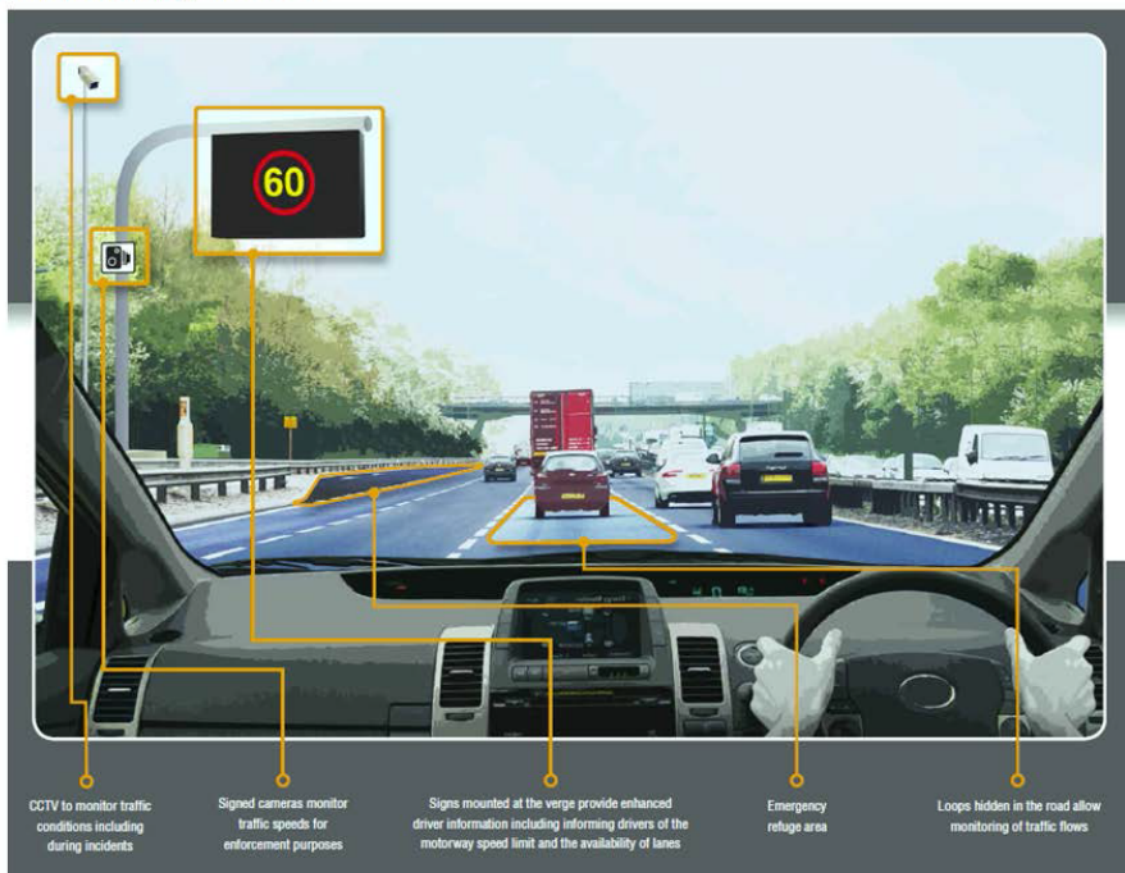 60
CCTV to monitor traffic
conditions including
during incidents
Signed cameras monitor
traffic speeds for
enforcement purposes
Signs mounted at the verge provide enhanced
driver information including informing drivers of the
motorway speed limit and the availability of lanes
Emergency
refuge area
Loops hidden in the road allow
monitoring of traffic flows